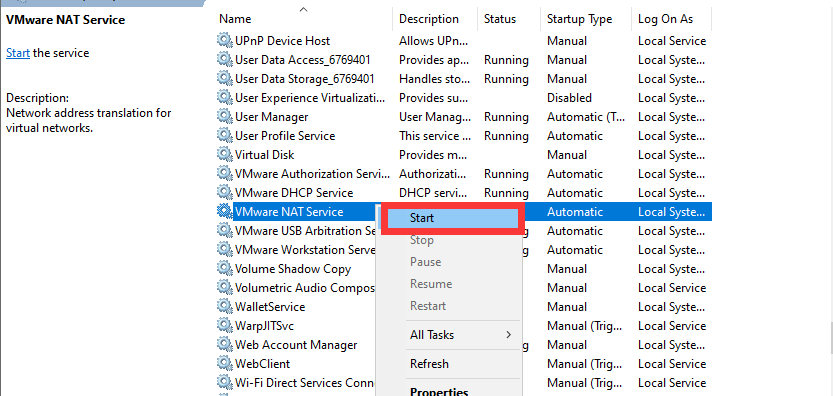 VMware NAT Service
Start the service
Description:
Network address translation for
virtual networks.
Name Description Status Startup Type Log On As
UPnP Device Host Allows UPn... Manual Local Service
User Data Access_6769401 Provides ap... Running Manual Local Syste...
User Data Storage_6769401 Handles sto... Running Manual Local Syste...
User Experience Virtualizati... Provides su... Disabled Local Syste...
User Manager User Manag... Running Automatic (T... Local Syste...
User Profile Service This service ... Running Automatic Local Syste...
Virtual Disk Provides m... Manual Local Syste...
VMware Authorization Servi... Authorizati... Running Automatic Local Syste...
VMware DHCP Service DHCP servi... Running Automatic Local Syste...
VMware NAT Service Automatic Local Syste...
VMware USB Arbitration Se Automatic Local Syste...
VMware Workstation Serve Automatic Local Syste...
Volume Shadow Copy Manual Local Syste...
Volumetric Audio Compos Manual Local Service
WalletService Manual Local Syste...
WarpJITSvc Manual (Trig... Local Service
Web Account Manager Manual Local Syste...
WebClient Manual (Trig... Local Service
Wi-Fi Direct Services Conn Manual (Trig... Local Service
Start
Stop
Pause
Resume
Restart
All Tasks
Refresh
Properties